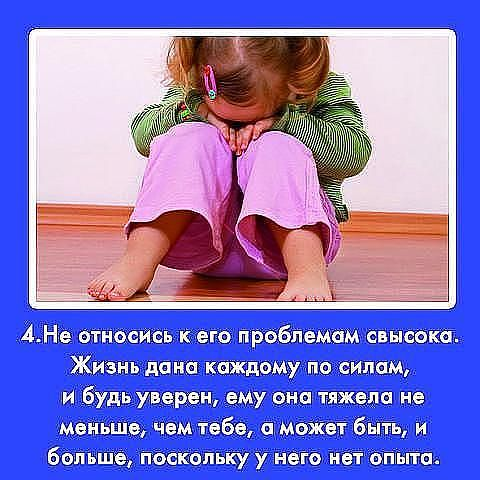 4.Не относись к его проблемам свысока.
Жизнь дана каждому по силам,
и будь уверен, ему она тяжела не
меньше, чем тебе, а может быть, и
больше, поскольку у него нет опыта.